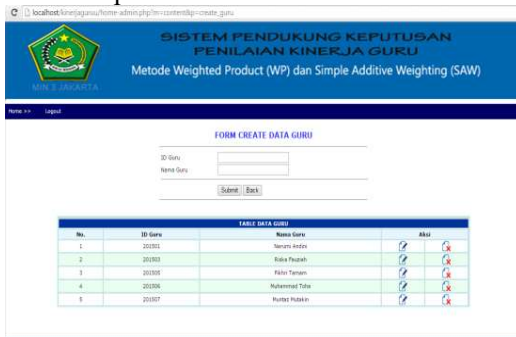 localhost/kinerjaguru/home-admin.php?m=content&p=create_guru
SISTEM PENDUKUNG KEPUTUSAN
PENILAIAN KINERJA GURU
Metode Weighted Product (WP) dan Simple Additive Weighting (SAW)
MIN 3 JAKARTA
Home >> Logout
FORM CREATE DATA GURU
ID Guru
Nama Guru
Submit Back
TABLE DATA GURU
No. ID Guru Nama Guru Aksi
1 201501
2 201503 Riska Fauziah
3 201505 Fikhri Tamam
4 201506 Muhammad Toha
5 201507 Muntas Mutakin